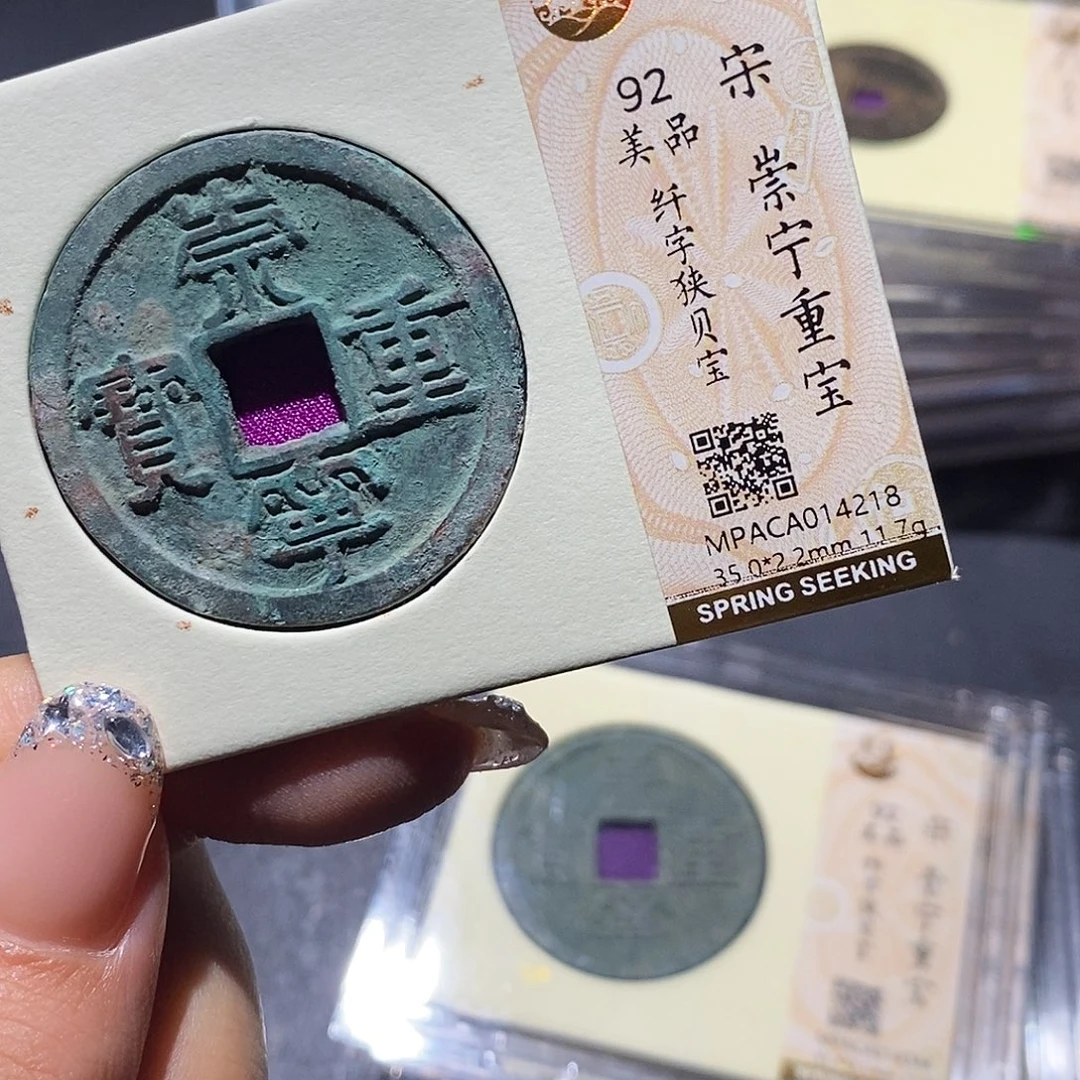 崇
重
寧
寳
宋 崇宁重宝
92
美品
纤字狭贝宝
MPACA014218
35.0*2.2mm 11.7g
SPRING SEEKING